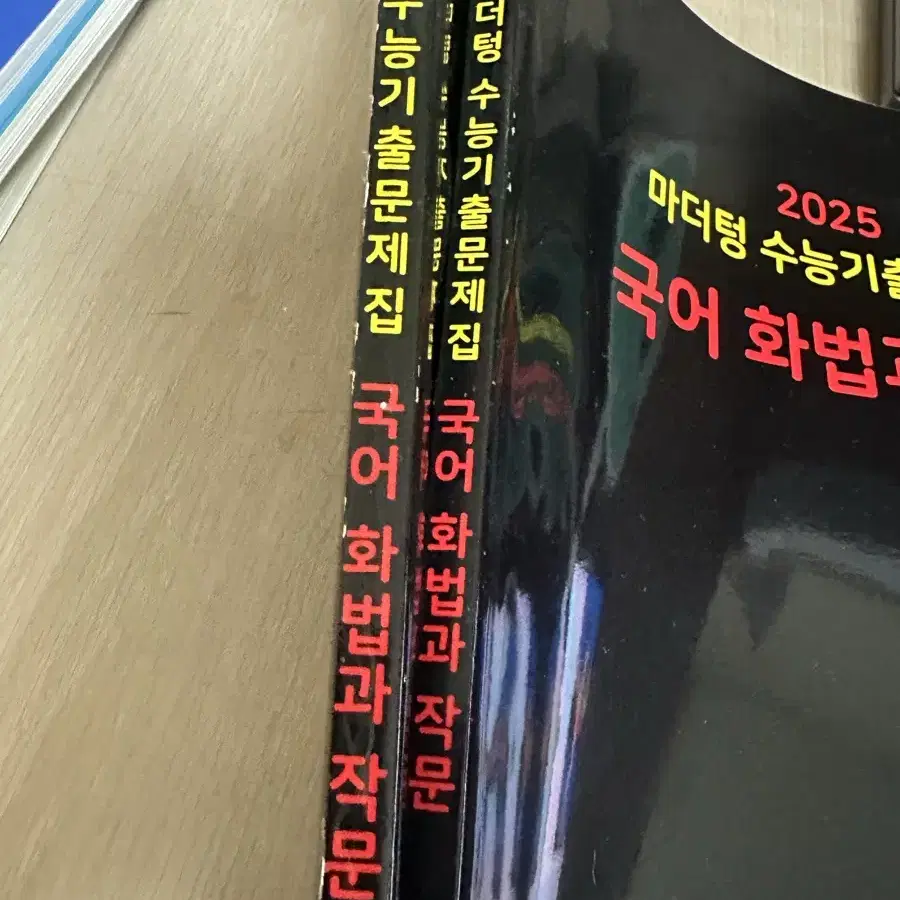 수능기출문제집 국어 화법과 작문
더텅 수능기출문제집 국어 화법과 작문
2025
마더텅 수능기출
국어 화법과